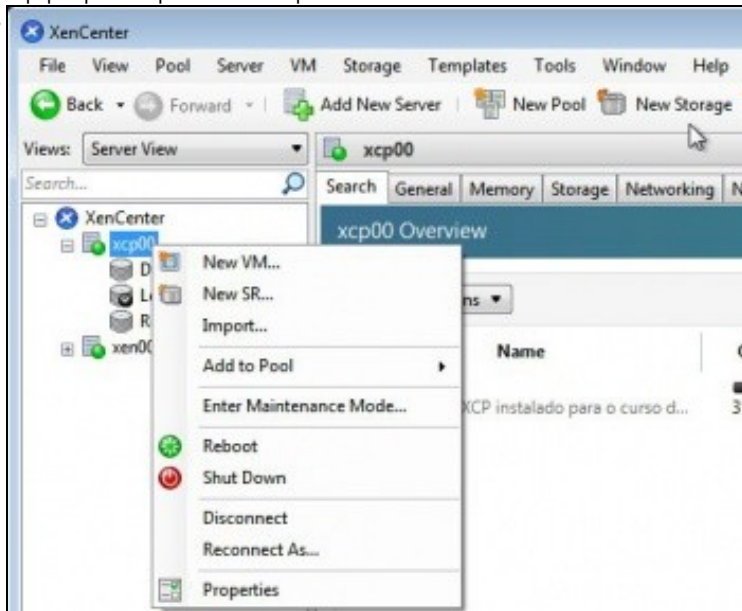 XenCenter
File View Pool Server VM Storage Templates Tools Window Help
Back Forward Add New Server New Pool New Storage
Views: Server View xcp00
Search... Search General Memory Storage Networking N
XenCenter
xcp00 Overview
xcp00
New VM...
D
New SR...
L
ns
Import...
R
xen00
Add to Pool
Name
Enter Maintenance Mode...
XCP instalado para o curso d...
3
Reboot
Shut Down
Disconnect
Reconnect As...
Properties